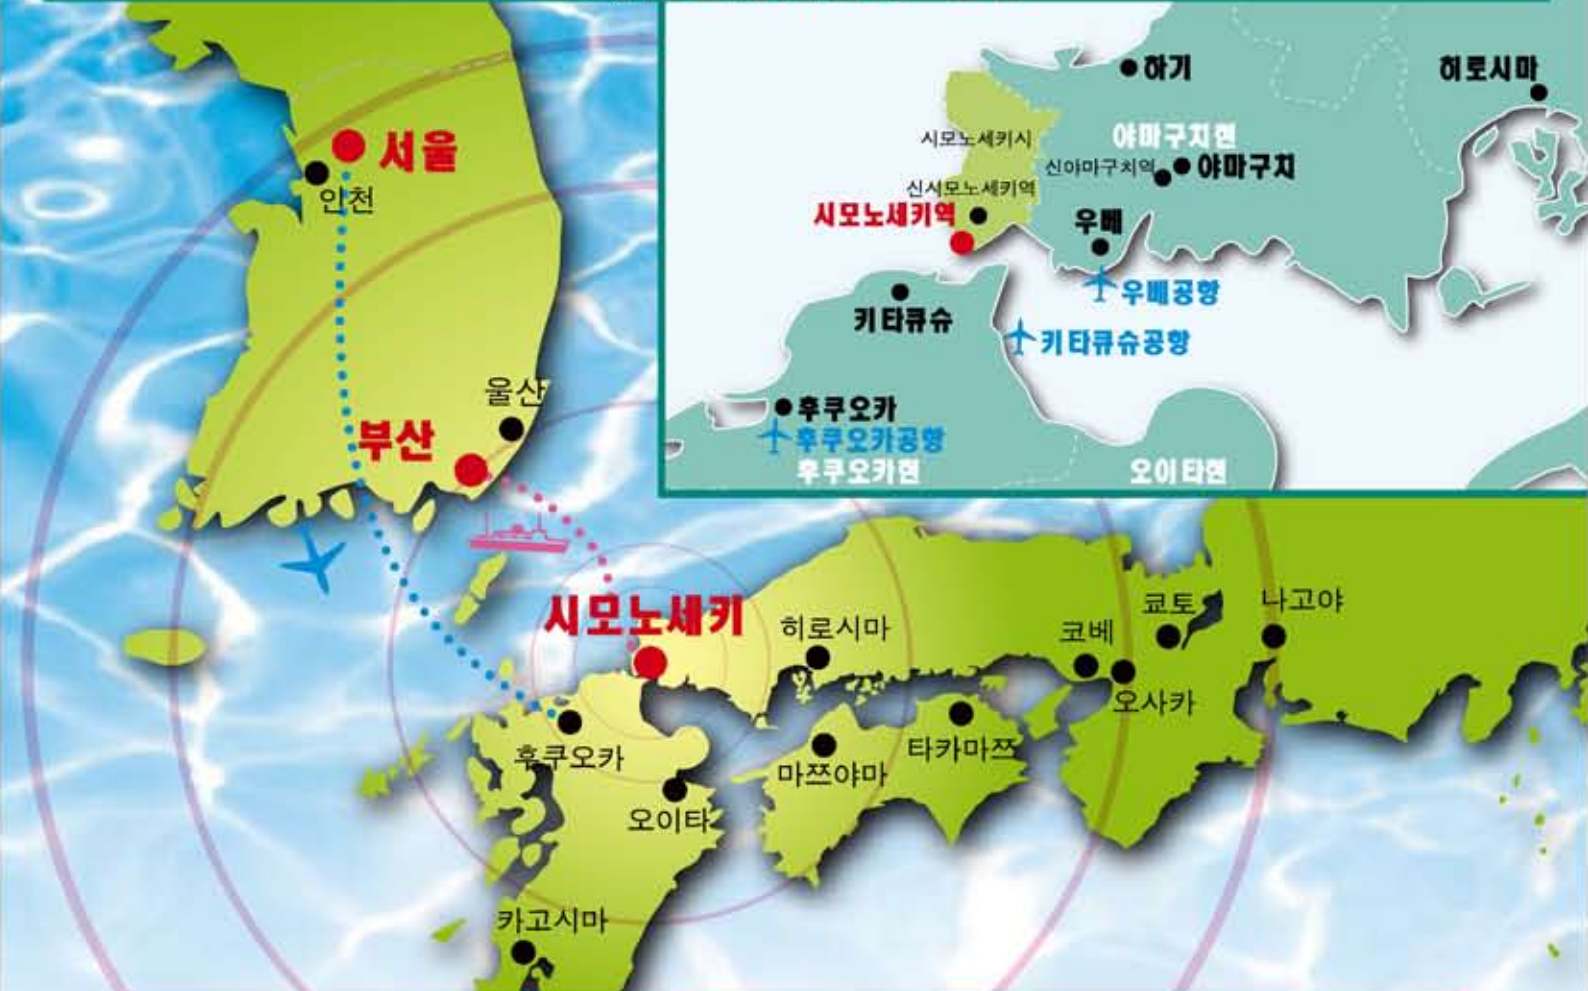 서울
인천
울산
부산
시모노세키
히로시마
코베
쿄토
나고야
오사카
타카마쯔
마쯔야마
후쿠오카
오이타
카고시마
하기
히로시마
시모노세키시
야마구치현
신야마구치역
야마구치
신시모노세키역
시모노세키역
우베
우베공항
키타큐슈
키타큐슈공항
후쿠오카
후쿠오카공항
후쿠오카현
오이타현